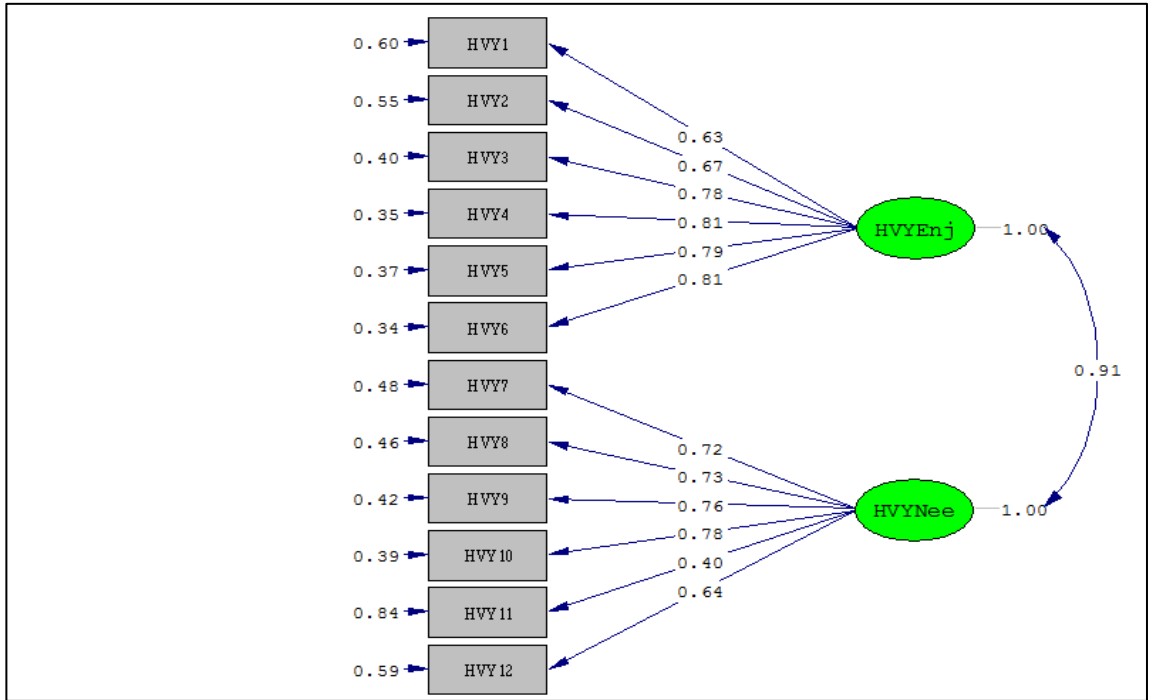 0.60 HVY1
0.55 HVY2
0.63
0.40 HVY3
0.67
0.78
0.35 HVY4
0.81
HVYEnj 1.00
0.79
0.37 HVY5
0.81
0.34 HVY6
0.91
0.48 HVY7
0.46 HVY8
0.72
0.73
0.42 HVY9
0.76
HVYNee 1.00
0.78
0.39 HVY10
0.40
0.64
0.84 HVY11
0.59 HVY12